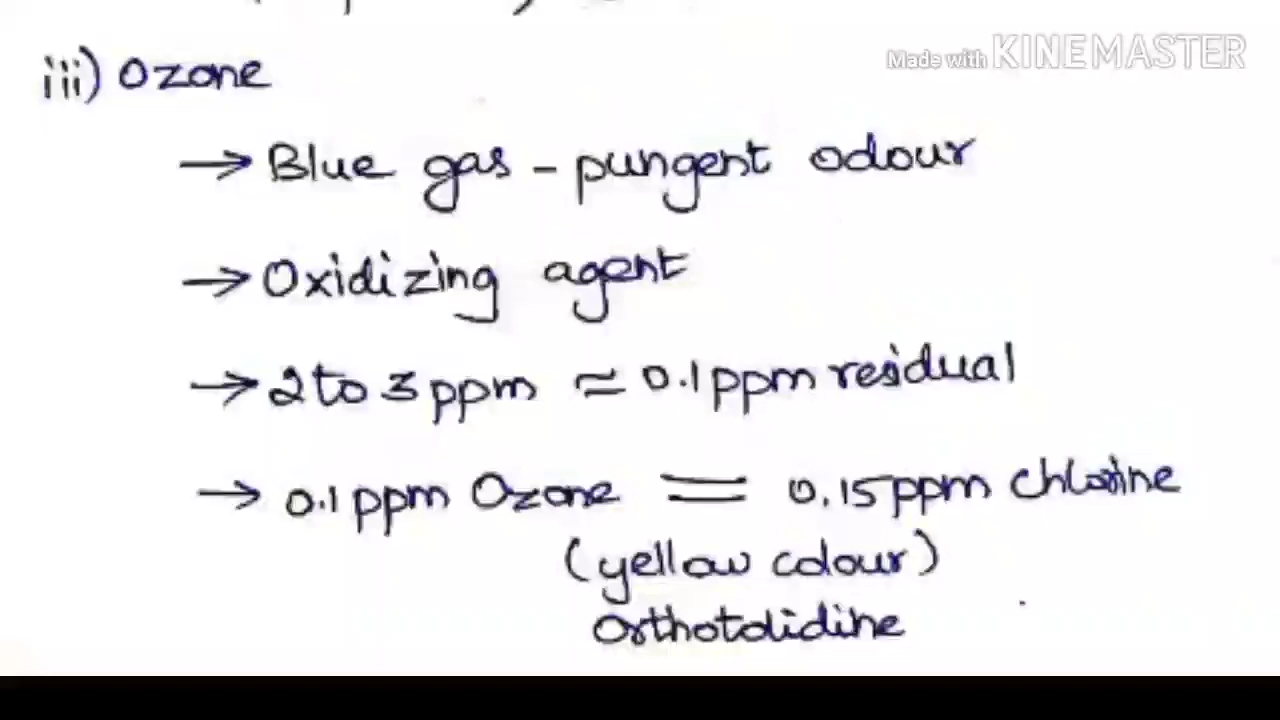 Made with KINEMASTER
iii) Ozone
→ Blue gas - pungent odour
→ Oxidizing agent
→ 2 to 3 ppm ≈ 0.1 ppm residual
→ 0.1 ppm Ozone = 0.15 ppm chlorine
(yellow colour)
Orthotolidine